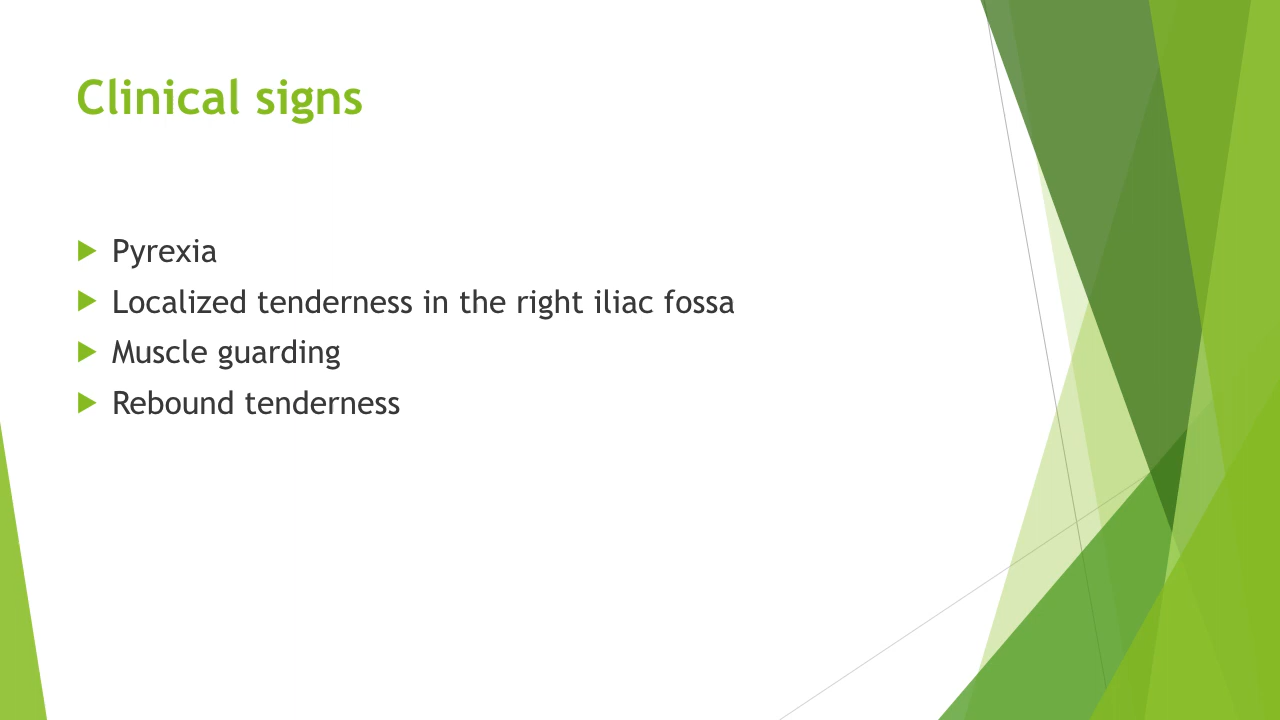 Clinical signs
Pyrexia
Localized tenderness in the right iliac fossa
Muscle guarding
Rebound tenderness